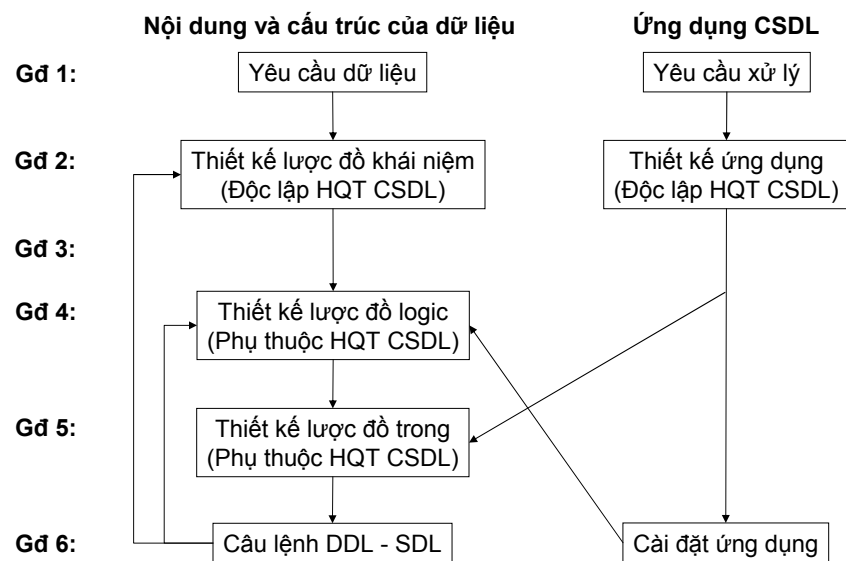 Nội dung và cấu trúc của dữ liệu Ứng dụng CSDL
Gđ 1: Yêu cầu dữ liệu Yêu cầu xử lý
Gđ 2: Thiết kế lược đồ khái niệm Thiết kế ứng dụng
(Độc lập HQT CSDL) (Độc lập HQT CSDL)
Gđ 3:
Gđ 4: Thiết kế lược đồ logic
(Phụ thuộc HQT CSDL)
Gđ 5: Thiết kế lược đồ trong
(Phụ thuộc HQT CSDL)
Gđ 6: Câu lệnh DDL - SDL Cài đặt ứng dụng